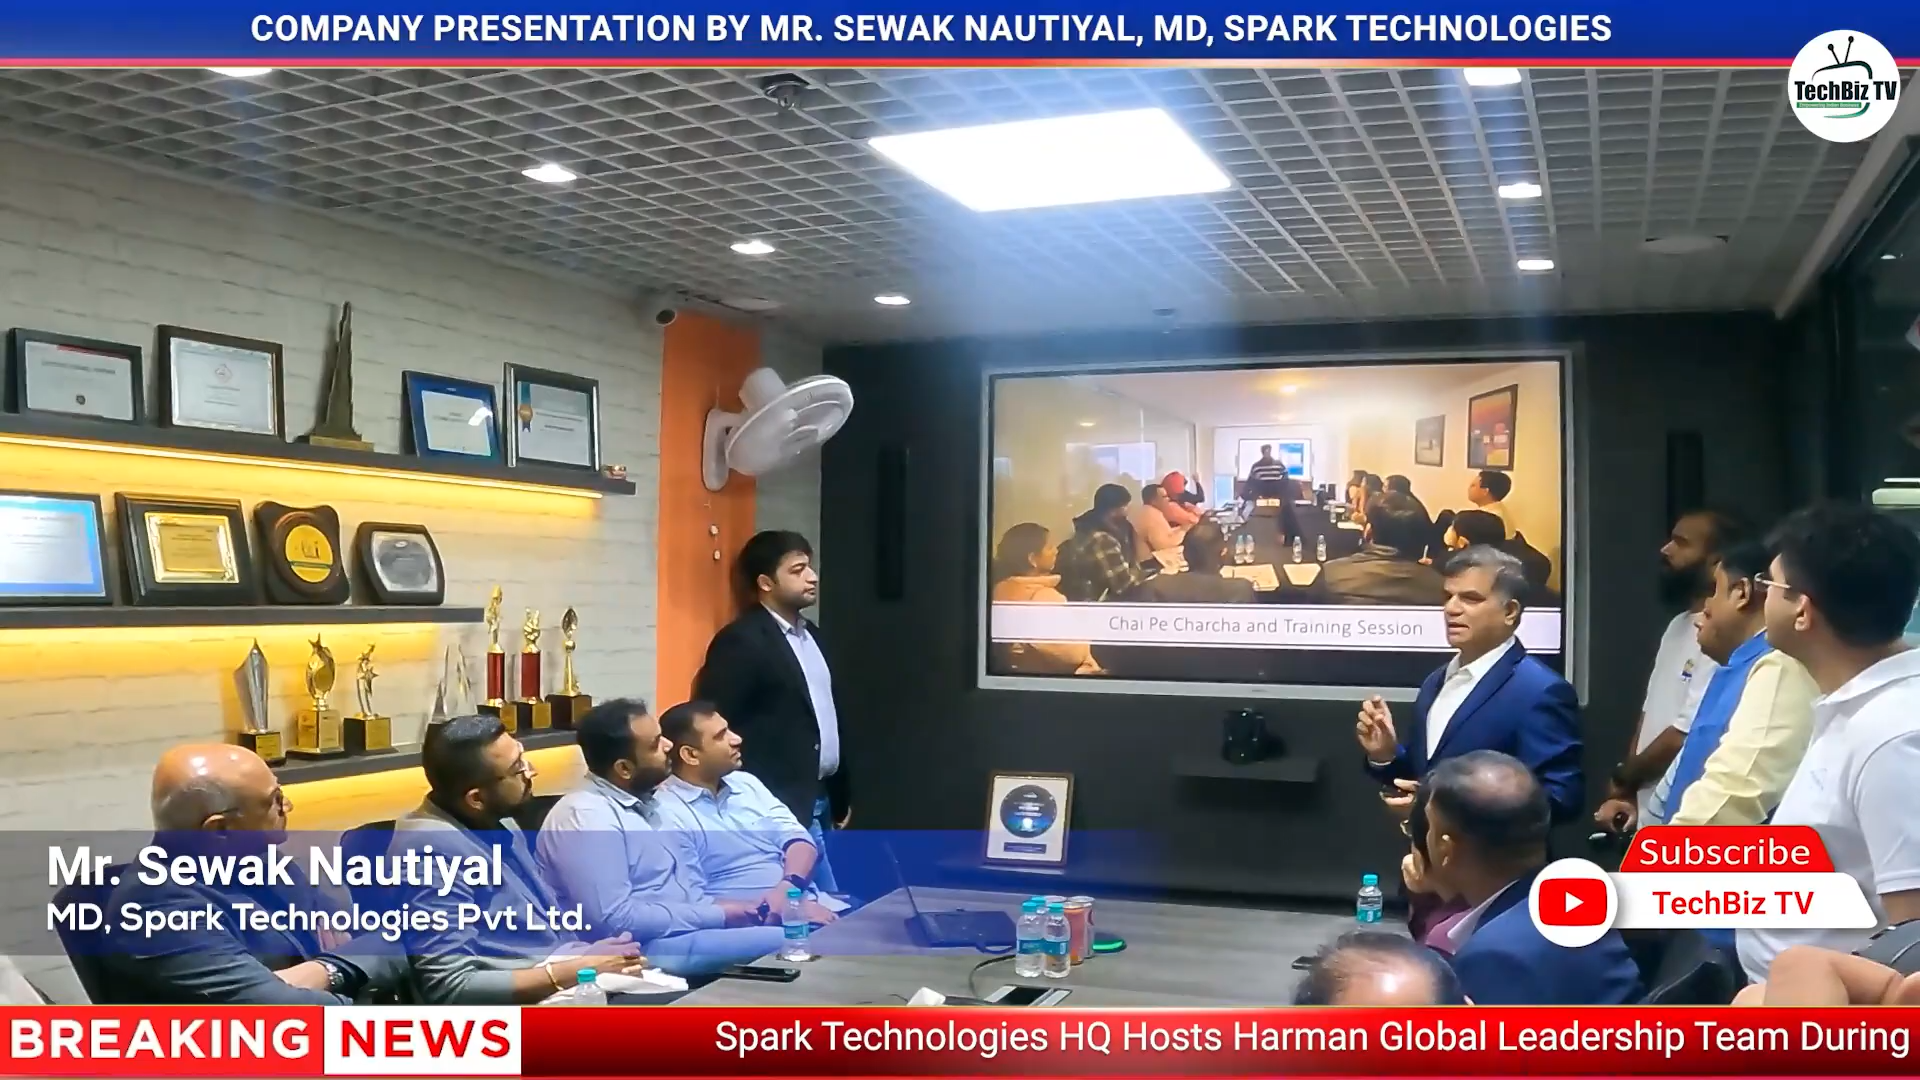 COMPANY PRESENTATION BY MR. SEWAK NAUTIYAL, MD, SPARK TECHNOLOGIES
TechBiz TV
Chai Pe Charcha and Training Session
Mr. Sewak Nautiyal
MD, Spark Technologies Pvt Ltd.
Subscribe
TechBiz TV
BREAKING NEWS
Spark Technologies HQ Hosts Harman Global Leadership Team During